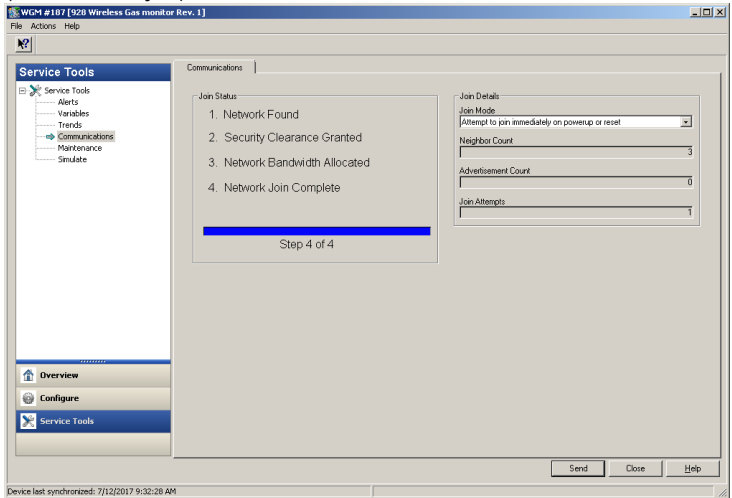 WGM #187 [928 Wireless Gas monitor Rev. 1]
File Actions Help
Service Tools
Service Tools
Alerts
Variables
Trends
Communications
Maintenance
Simulate
Overview
Configure
Service Tools
Communications
Join Status
1. Network Found
2. Security Clearance Granted
3. Network Bandwidth Allocated
4. Network Join Complete
Step 4 of 4
Join Details
Join Mode
Attempt to join immediately on powerup or reset
Neighbor Count
3
Advertisement Count
0
Join Attempts
1
Send Close Help
Device last synchronized: 7/12/2017 9:32:28 AM